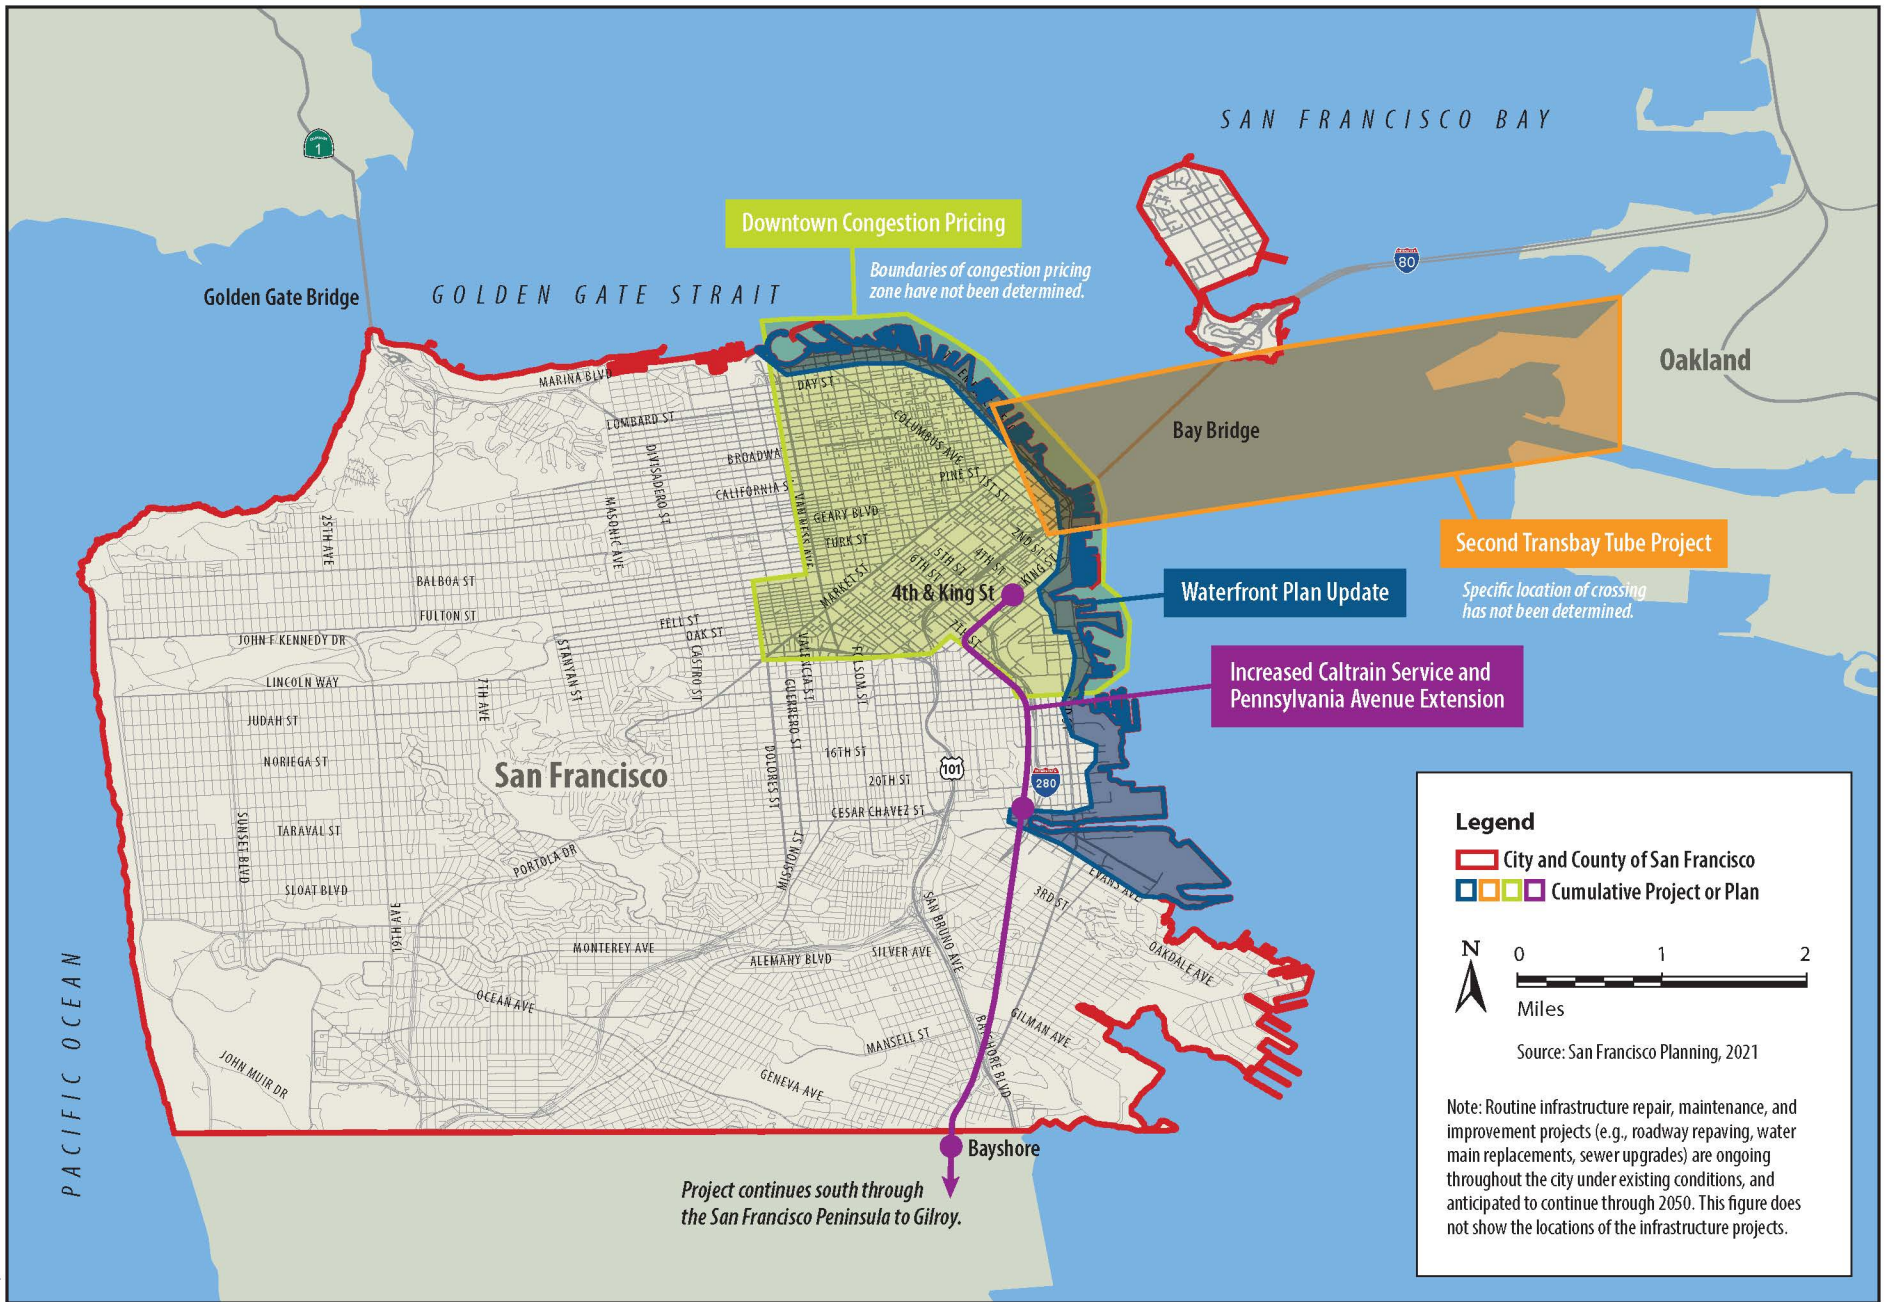 SAN FRANCISCO BAY
CALIFORNIA
1
Downtown Congestion Pricing
Boundaries of congestion pricing
zone have not been determined.
80
Golden Gate Bridge
GOLDEN GATE STRAIT
Oakland
MARINA BLVD
DAY ST
LOMBARD ST
COLUMBUS AVE
BROADWA
DIVISADERO ST
Bay Bridge
PINE ST
1ST ST
CALIFORNIA S
VAN NESS AVE
MASONIC AVE
GEARY BLVD
25TH AVE
TURK ST
2ND ST
5TH ST
4TH ST
6TH ST
KING ST
Second Transbay Tube Project
Specific location of crossing
has not been determined.
BALBOA ST
MARKET ST
4th & King St
Waterfront Plan Update
FULTON ST
FELL ST
OAK ST
7TH ST
JOHN F KENNEDY DR
STANYAN ST
CASTRO ST
VALENCIA ST
FOLSOM ST
Increased Caltrain Service and
Pennsylvania Avenue Extension
LINCOLN WAY
7TH AVE
GUERRERO ST
JUDAH ST
16TH ST
NORIEGA ST
DOLORES ST
San Francisco
101
280
20TH ST
CESAR CHAVEZ ST
SUNSET BLVD
TARAVAL ST
PORTOLA DR
MISSION ST
SLOAT BLVD
EVANS AVE
3RD ST
19TH AVE
SAN BRUNO AVE
MONTEREY AVE
ALEMANY BLVD
SILVER AVE
OAKDALE AVE
OCEAN AVE
PACIFIC OCEAN
GILMAN AVE
MANSELL ST
BAYSHORE BLVD
JOHN MUIR DR
GENEVA AVE
Bayshore
Project continues south through
the San Francisco Peninsula to Gilroy.
Legend
City and County of San Francisco
Cumulative Project or Plan
N
0 1 2
Miles
Source: San Francisco Planning, 2021
Note: Routine infrastructure repair, maintenance, and
improvement projects (e.g., roadway repaving, water
main replacements, sewer upgrades) are ongoing
throughout the city under existing conditions, and
anticipated to continue through 2050. This figure does
not show the locations of the infrastructure projects.